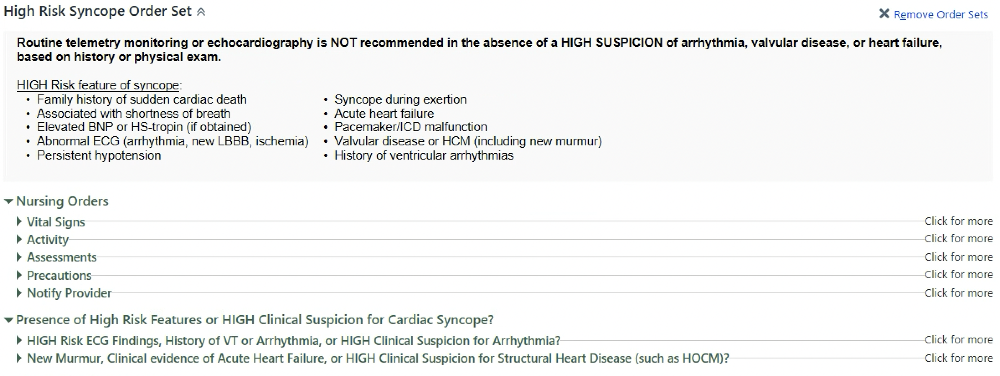 High Risk Syncope Order Set
Remove Order Sets
Routine telemetry monitoring or echocardiography is NOT recommended in the absence of a HIGH SUSPICION of arrhythmia, valvular disease, or heart failure,
based on history or physical exam.
HIGH Risk feature of syncope:
• Family history of sudden cardiac death
• Associated with shortness of breath
• Elevated BNP or HS-tropin (if obtained)
• Abnormal ECG (arrhythmia, new LBBB, ischemia)
• Persistent hypotension
• Syncope during exertion
• Acute heart failure
• Pacemaker/ICD malfunction
• Valvular disease or HCM (including new murmur)
• History of ventricular arrhythmias
Nursing Orders
Vital Signs Click for more
Activity Click for more
Assessments Click for more
Precautions Click for more
Notify Provider Click for more
Presence of High Risk Features or HIGH Clinical Suspicion for Cardiac Syncope?
HIGH Risk ECG Findings, History of VT or Arrhythmia, or HIGH Clinical Suspicion for Arrhythmia? Click for more
New Murmur, Clinical evidence of Acute Heart Failure, or HIGH Clinical Suspicion for Structural Heart Disease (such as HOCM)? Click for more